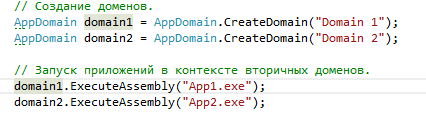 // Создание доменов.
AppDomain domain1 = AppDomain.CreateDomain("Domain 1");
AppDomain domain2 = AppDomain.CreateDomain("Domain 2");
// Запуск приложений в контексте вторичных доменов.
domain1.ExecuteAssembly("App1.exe");
domain2.ExecuteAssembly("App2.exe");